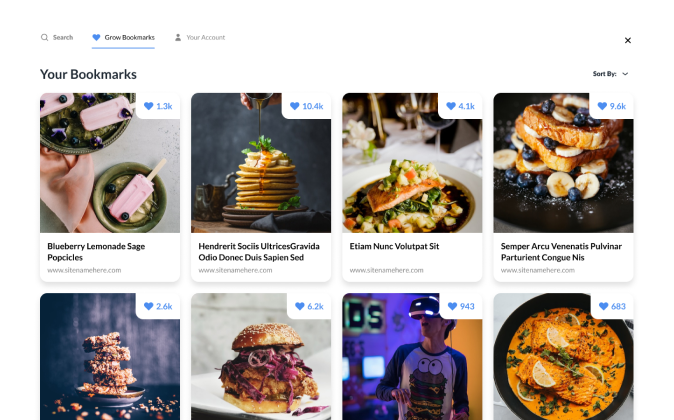 Search
Grow Bookmarks
Your Account
Your Bookmarks
Sort By:
1.3k
10.4k
4.1k
9.6k
Blueberry Lemonade Sage
Popcicles
www.sitenamehere.com
Hendrerit Sociis UltricesGravida
Odio Donec Duis Sapien Sed
www.sitenamehere.com
Etiam Nunc Volutpat Sit
www.sitenamehere.com
Semper Arcu Venenatis Pulvinar
Parturient Congue Nis
www.sitenamehere.com
2.6k
6.2k
943
683